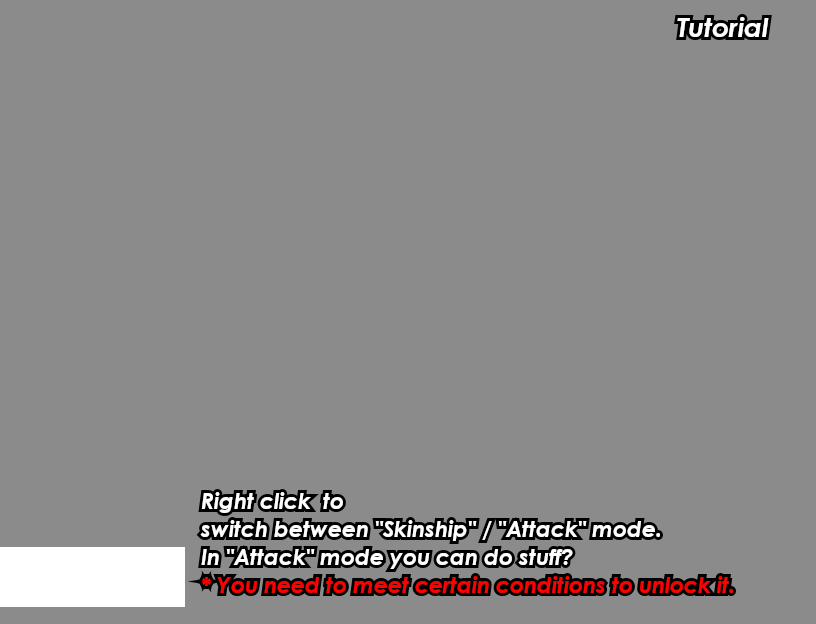 Tutorial
Right click to
switch between "Skinship" / "Attack" mode.
In "Attack" mode you can do stuff?
*You need to meet certain conditions to unlock it.